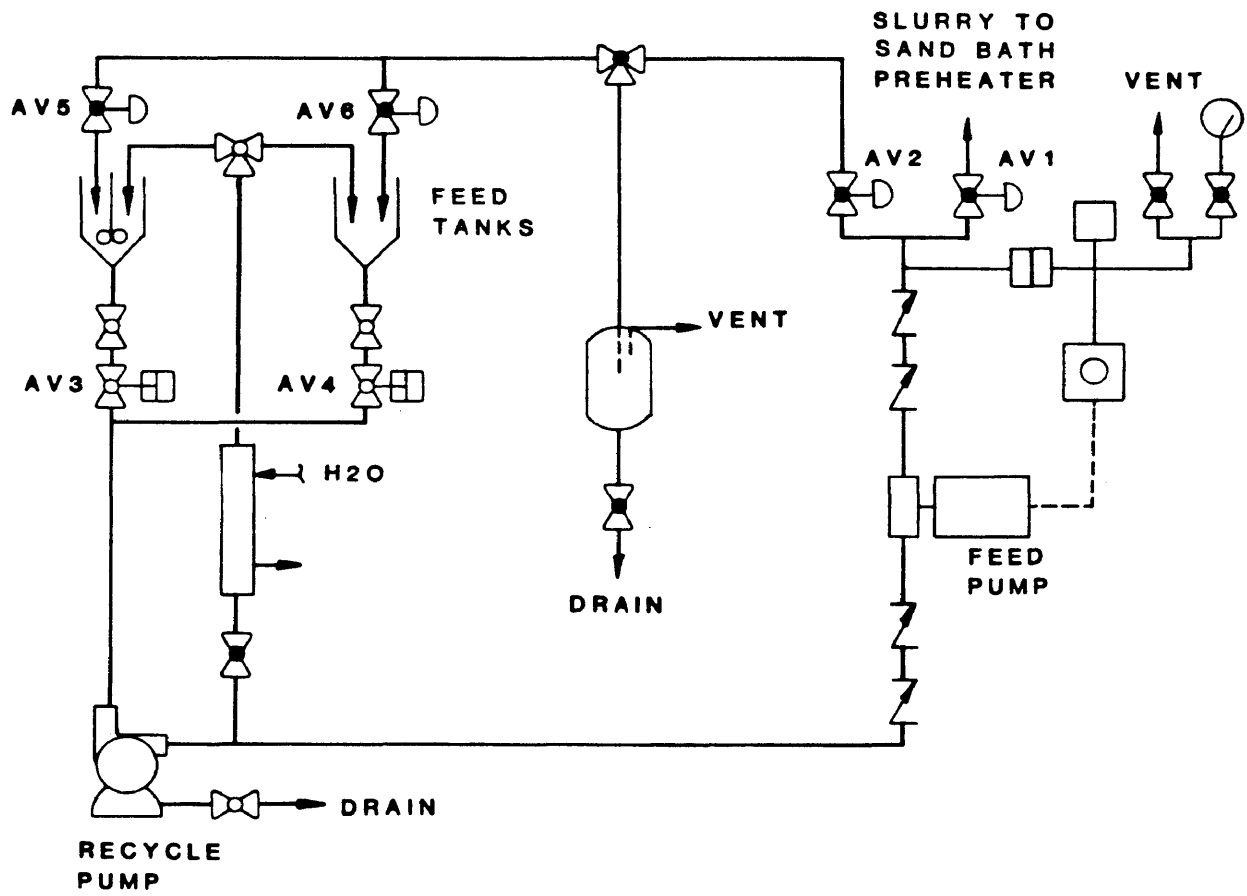 SLURRY TO
SAND BATH
PREHEATER
VENT
AV5
AV6
AV2
AV1
FEED
TANKS
VENT
AV3
AV4
H2O
FEED
PUMP
DRAIN
DRAIN
RECYCLE
PUMP